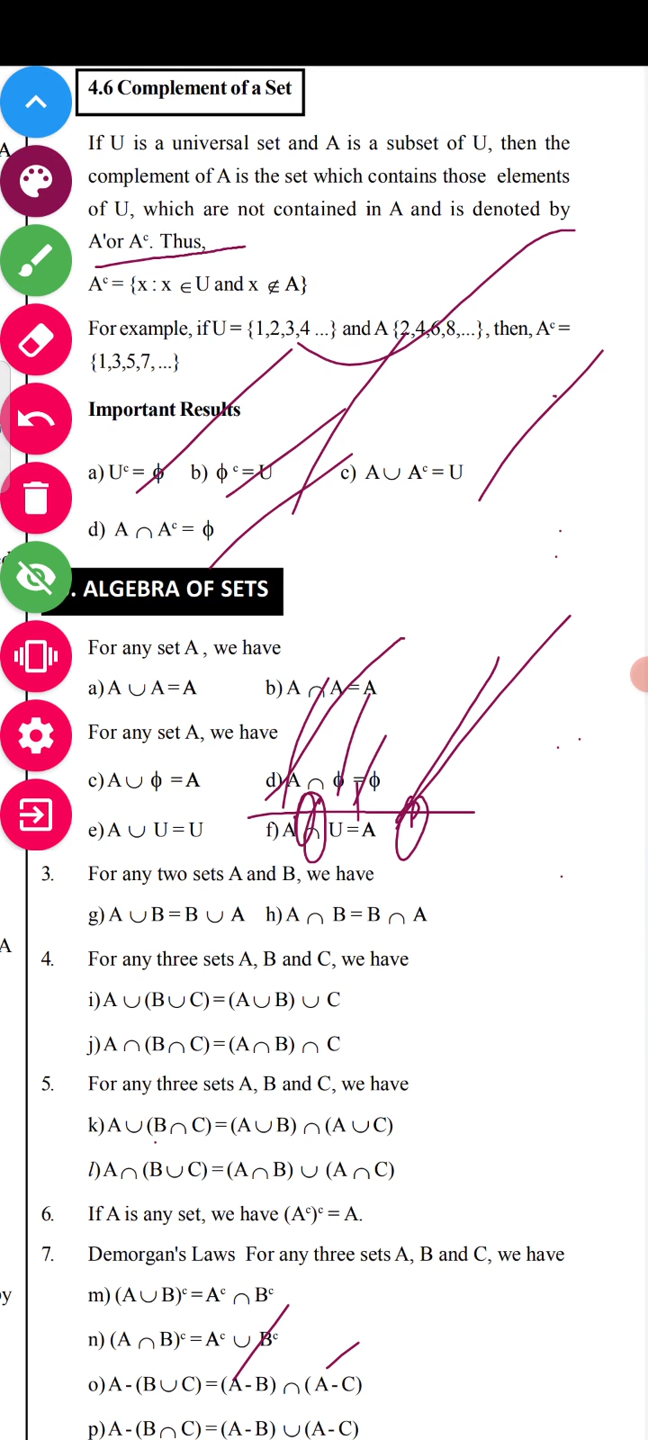 4.6 Complement of a Set
A
If U is a universal set and A is a subset of U, then the
complement of A is the set which contains those elements
of U, which are not contained in A and is denoted by
A'or Aᶜ. Thus,
Aᶜ = {x : x ∈ U and x ∉ A}
For example, if U = {1,2,3,4 ...} and A {2,4,6,8,...}, then, Aᶜ =
{1,3,5,7, ...}
Important Results
a) Uᶜ = ϕ b) ϕ ᶜ = U c) A ∪ Aᶜ = U
d) A ∩ Aᶜ = ϕ
. ALGEBRA OF SETS
For any set A , we have
a) A ∪ A = A b) A ∩ A = A
For any set A, we have
c) A ∪ ϕ = A d) A ∩ ϕ = ϕ
e) A ∪ U = U f) A ∩ U = A
3. For any two sets A and B, we have
g) A ∪ B = B ∪ A h) A ∩ B = B ∩ A
A
4. For any three sets A, B and C, we have
i) A ∪ (B ∪ C) = (A ∪ B) ∪ C
j) A ∩ (B ∩ C) = (A ∩ B) ∩ C
5. For any three sets A, B and C, we have
k) A ∪ (B ∩ C) = (A ∪ B) ∩ (A ∪ C)
l) A ∩ (B ∪ C) = (A ∩ B) ∪ (A ∩ C)
6. If A is any set, we have (Aᶜ)ᶜ = A.
7. Demorgan's Laws For any three sets A, B and C, we have
m) (A ∪ B)ᶜ = Aᶜ ∩ Bᶜ
n) (A ∩ B)ᶜ = Aᶜ ∪ Bᶜ
o) A - (B ∪ C) = (A - B) ∩ (A - C)
p) A - (B ∩ C) = (A - B) ∪ (A - C)